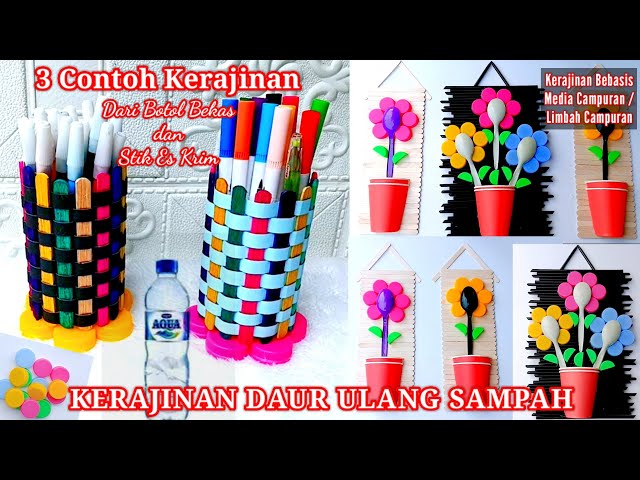 3 Contoh Kerajinan
Dari Botol Bekas
dan
Stik Es Krim
Kerajinan Bebasis
Media Campuran /
Limbah Campuran
AQUA
KERAJINAN DAUR ULANG SAMPAH